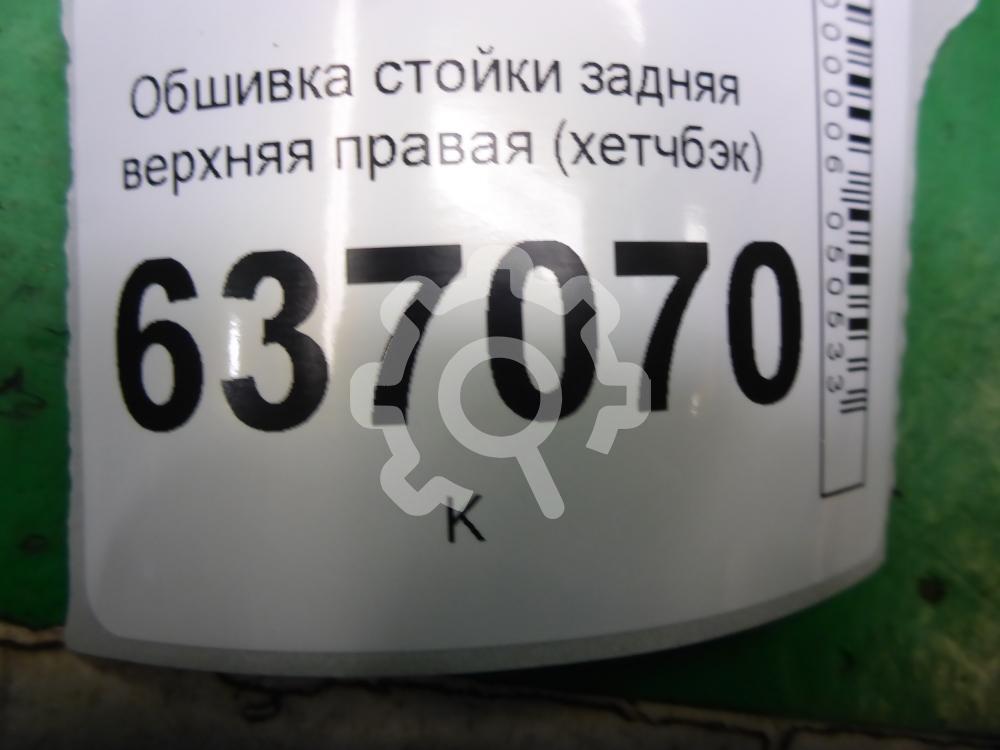 Обшивка стойки задняя
верхняя правая (хетчбэк)
637070
К